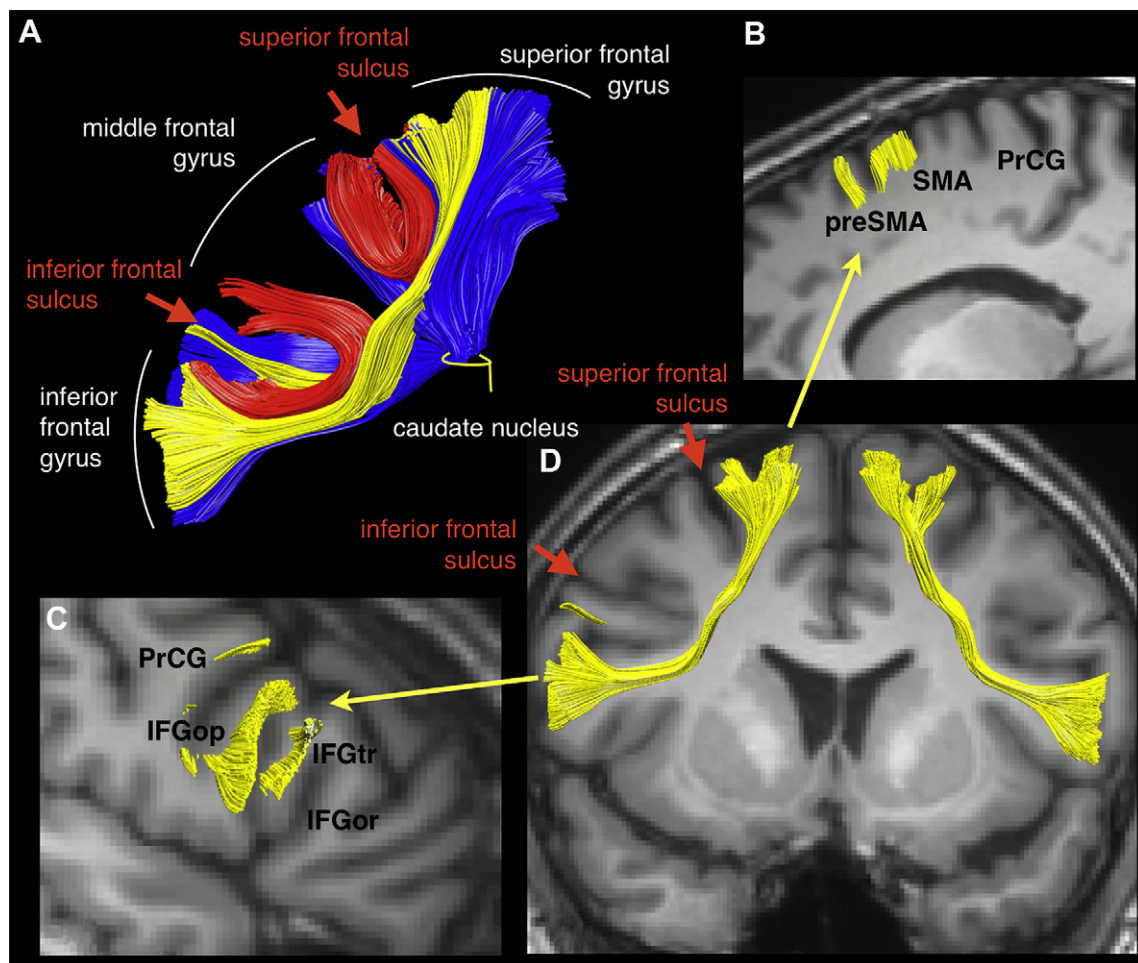 A
superior frontal
sulcus
superior frontal
gyrus
middle frontal
gyrus
inferior frontal
sulcus
inferior
frontal
gyrus
caudate nucleus
B
PrCG
SMA
preSMA
superior frontal
sulcus
D
inferior frontal
sulcus
C
PrCG
IFGop
IFGtr
IFGor